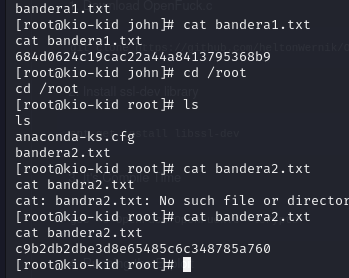 bandera1.txt
[root@kio-kid john]# cat bandera1.txt
cat bandera1.txt
684d0624c19cac22a44a8413795368b9
[root@kio-kid john]# cd /root
cd /root
[root@kio-kid root]# ls
ls
anaconda-ks.cfg
bandera2.txt
[root@kio-kid root]# cat bandera2.txt
cat bandra2.txt
cat: bandra2.txt: No such file or director
[root@kio-kid root]# cat bandera2.txt
cat bandera2.txt
c9b2db2dbe3d8e65485c6c348785a760
[root@kio-kid root]#